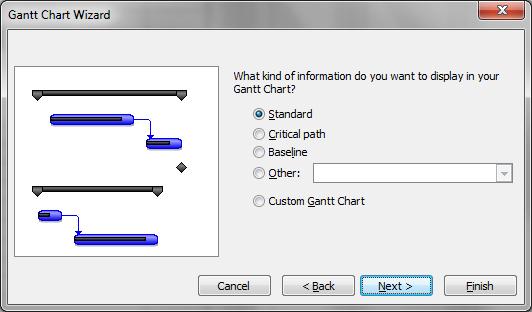 Gantt Chart Wizard
What kind of information do you want to display in your
Gantt Chart?
Standard
Critical path
Baseline
Other:
Custom Gantt Chart
Cancel
< Back
Next >
Finish